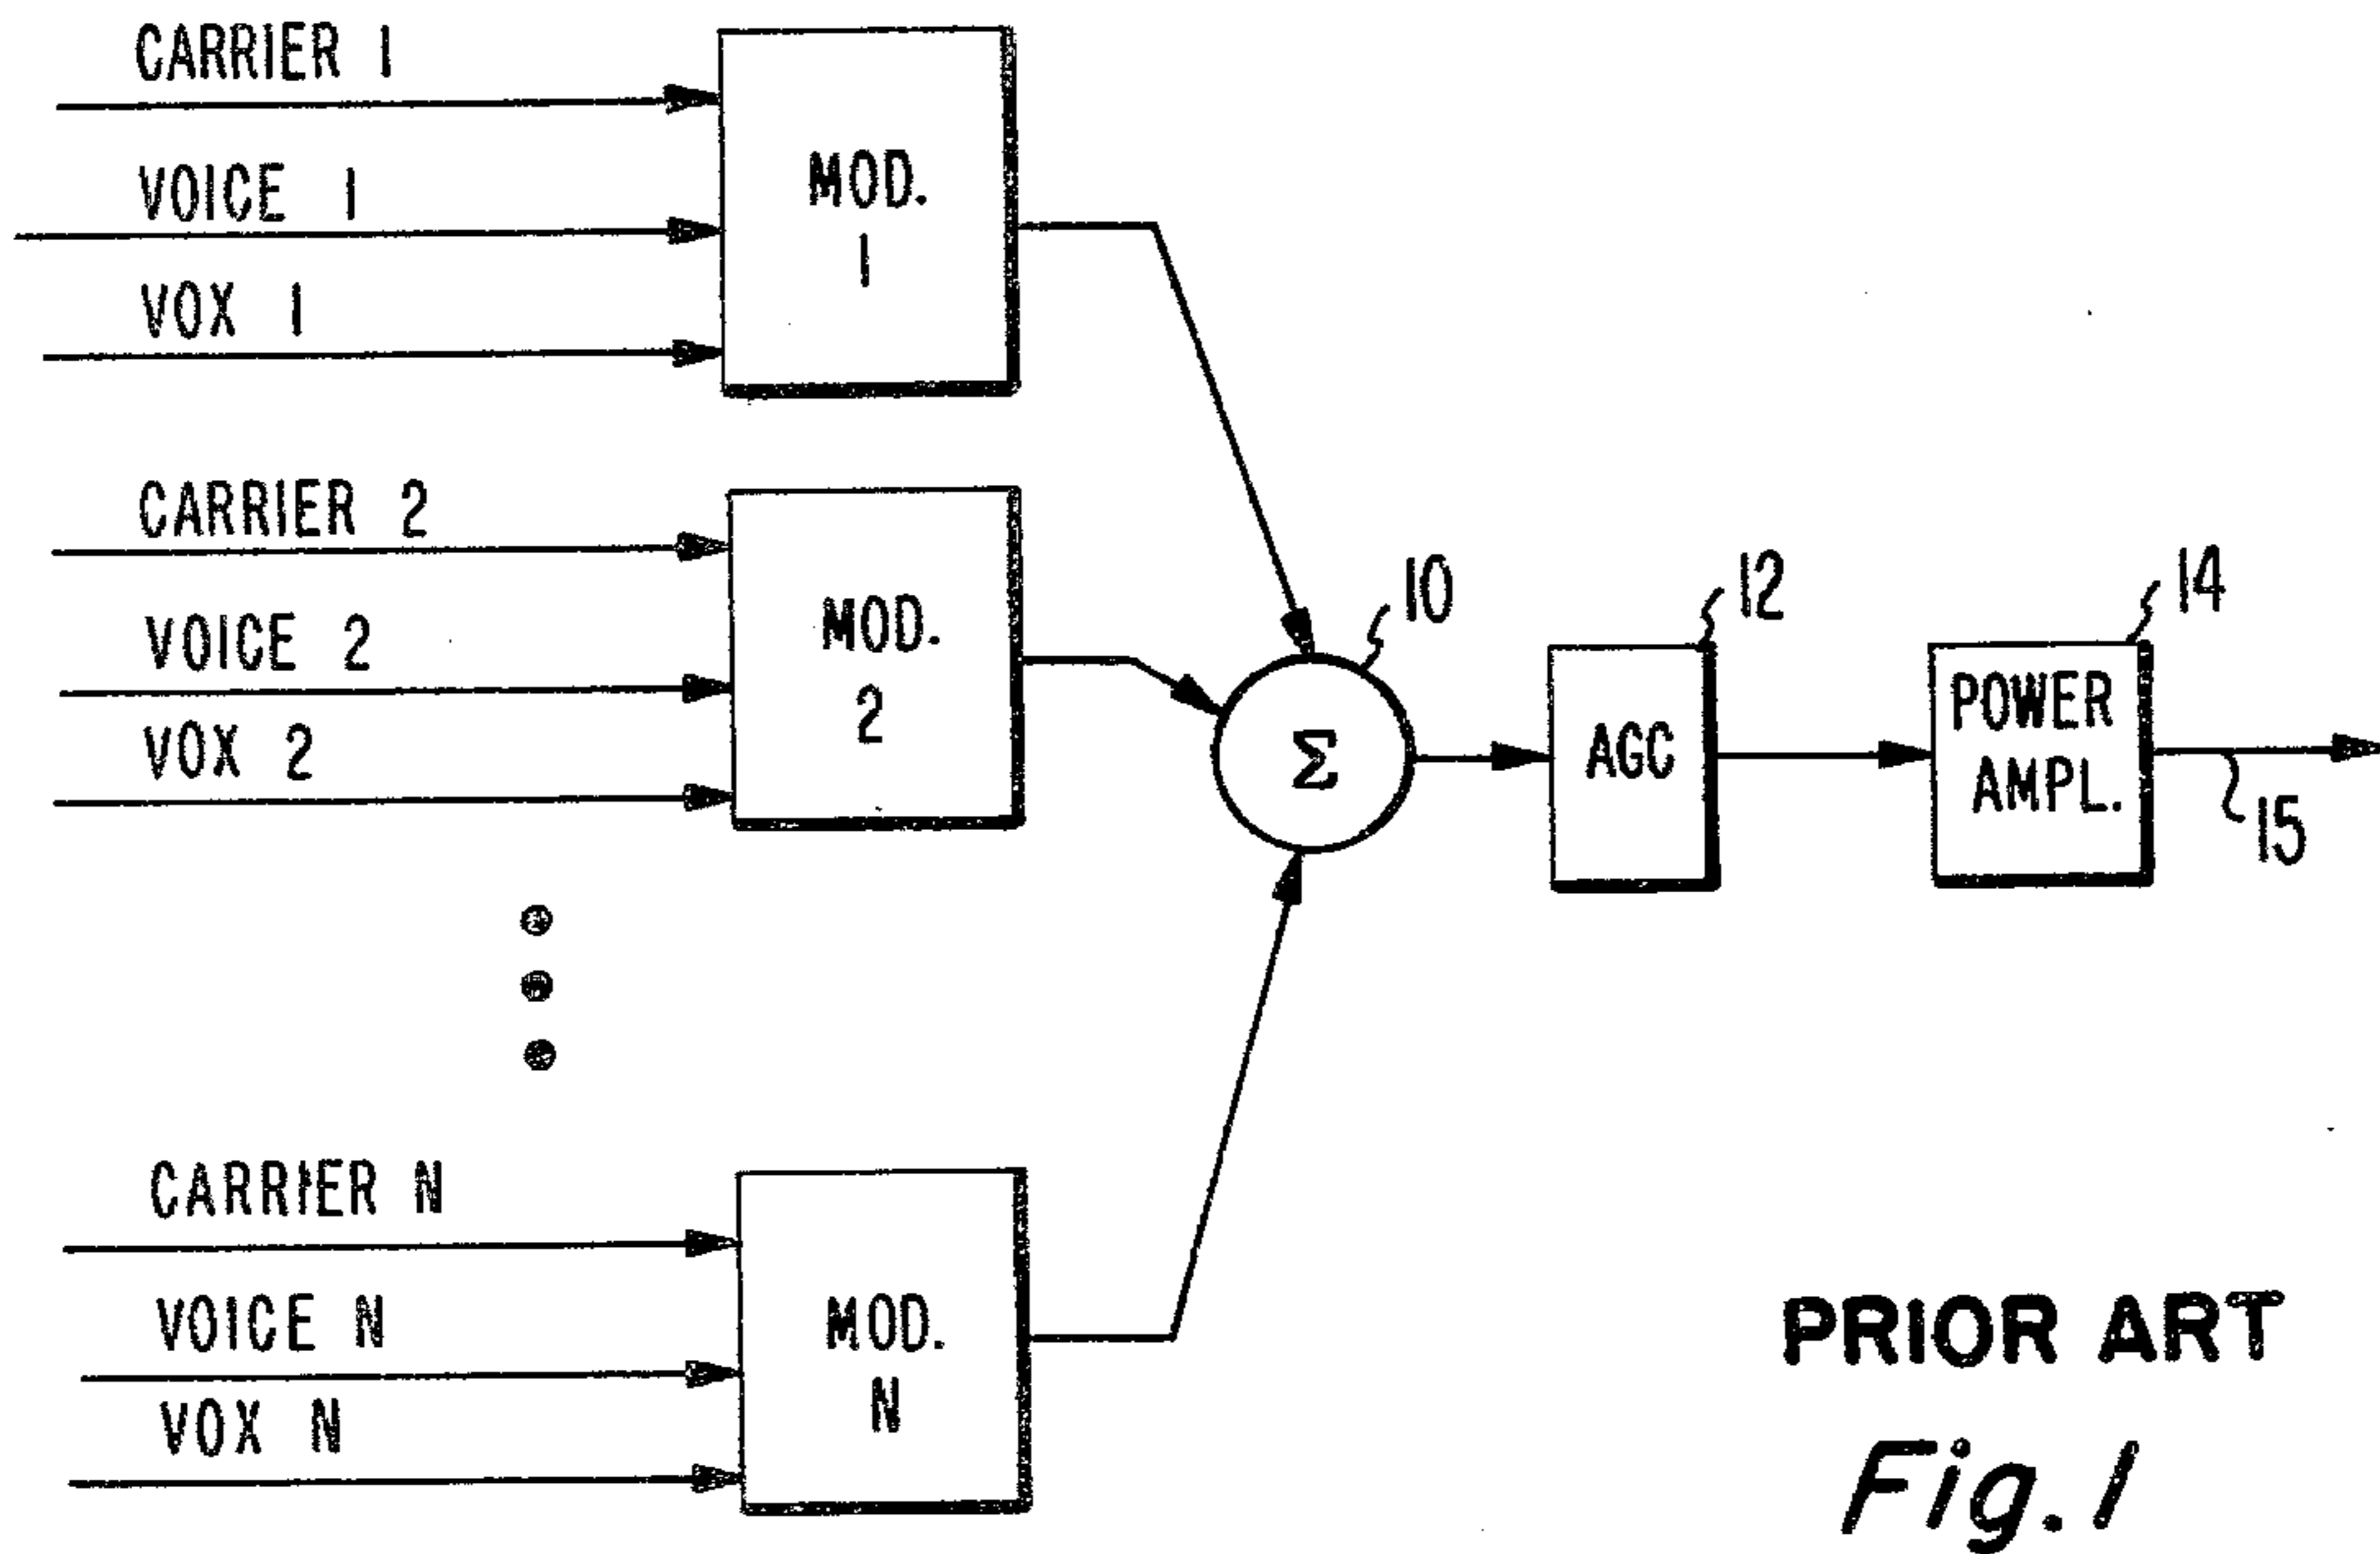 CARRIER 1
VOICE 1
VOX 1
MOD.
1
CARRIER 2
VOICE 2
VOX 2
MOD.
2
10
Σ
12
AGC
14
POWER
AMPL.
15
CARRIER N
VOICE N
VOX N
MOD.
N
PRIOR ART
Fig. 1